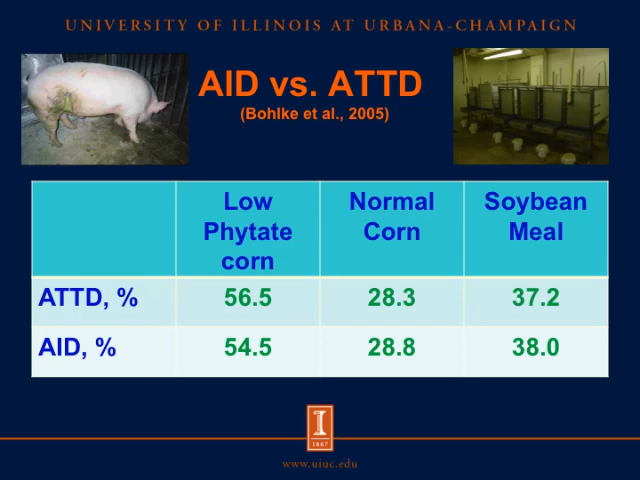 UNIVERSITY OF ILLINOIS AT URBANA-CHAMPAIGN
AID vs. ATTD
(Bohlke et al., 2005)
Low Phytate corn Normal Corn Soybean Meal
ATTD, % 56.5 28.3 37.2
AID, % 54.5 28.8 38.0
I
1867
www.uiuc.edu